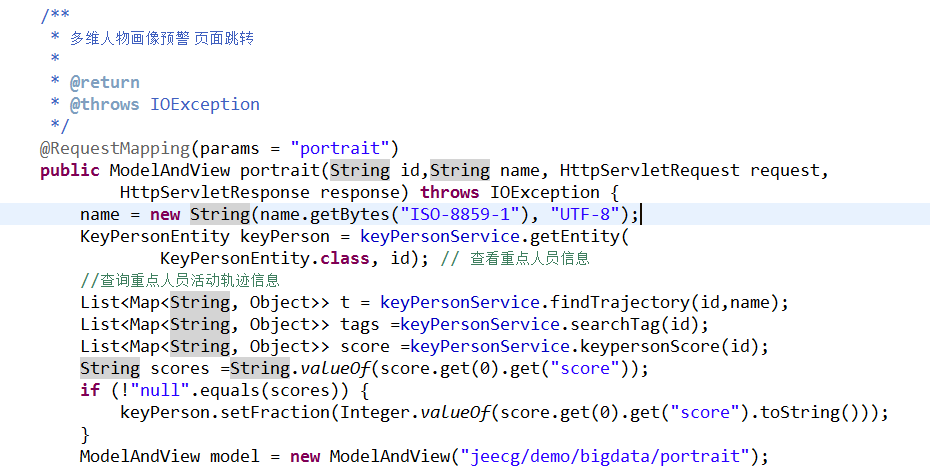 /**
 * 多维人物画像预警 页面跳转
 *
 * @return
 * @throws IOException
 */
@RequestMapping(params = "portrait")
public ModelAndView portrait(String id,String name, HttpServletRequest request,
        HttpServletResponse response) throws IOException {
    name = new String(name.getBytes("ISO-8859-1"), "UTF-8");
    KeyPersonEntity keyPerson = keyPersonService.getEntity(
            KeyPersonEntity.class, id); // 查看重点人员信息
    //查询重点人员活动轨迹信息
    List<Map<String, Object>> t = keyPersonService.findTrajectory(id,name);
    List<Map<String, Object>> tags =keyPersonService.searchTag(id);
    List<Map<String, Object>> score =keyPersonService.keypersonScore(id);
    String scores =String.valueOf(score.get(0).get("score"));
    if (!"null".equals(scores)) {
        keyPerson.setFraction(Integer.valueOf(score.get(0).get("score").toString()));
    }
    ModelAndView model = new ModelAndView("jeecg/demo/bigdata/portrait");